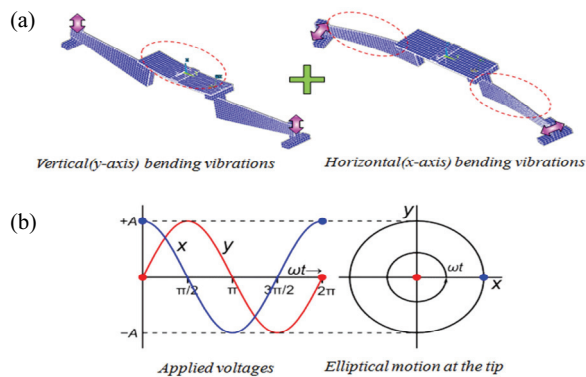 (a)
Vertical(y-axis) bending vibrations
Horizontal(x-axis) bending vibrations
(b)
+A
x
y
ωt→
π/2
π
3π/2
2π
−A
y
ωt
x
Applied voltages
Elliptical motion at the tip